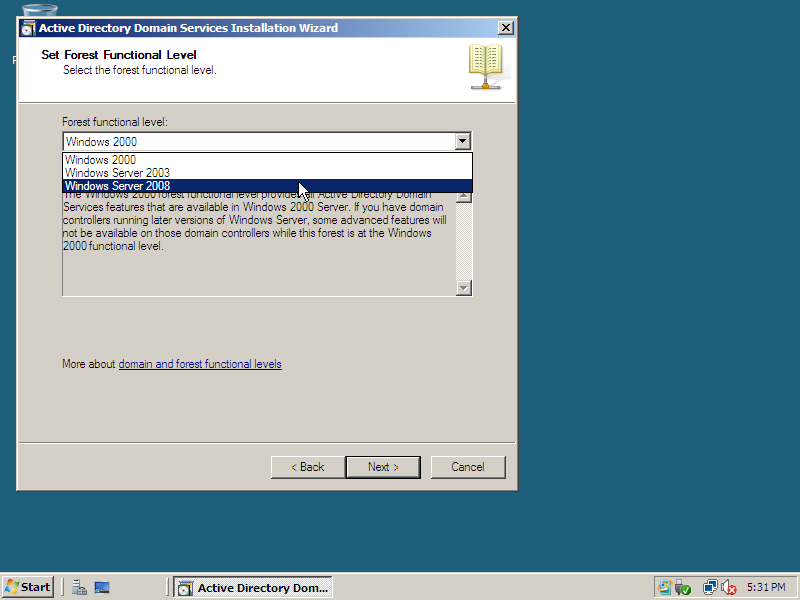 Active Directory Domain Services Installation Wizard
Set Forest Functional Level
Select the forest functional level.
Forest functional level:
Windows 2000
Windows 2000
Windows Server 2003
Windows Server 2008
The Windows 2000 forest functional level provides all Active Directory Domain
Services features that are available in Windows 2000 Server. If you have domain
controllers running later versions of Windows Server, some advanced features will
not be available on those domain controllers while this forest is at the Windows
2000 functional level.
More about domain and forest functional levels
< Back
Next >
Cancel
Start
Active Directory Dom...
5:31 PM